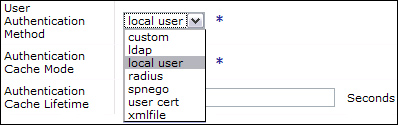 User
Authentication
Method
local user *
custom
ldap
local user
radius
spnego
user cert
xmlfile
Authentication
Cache Mode
*
Authentication
Cache Lifetime
Seconds